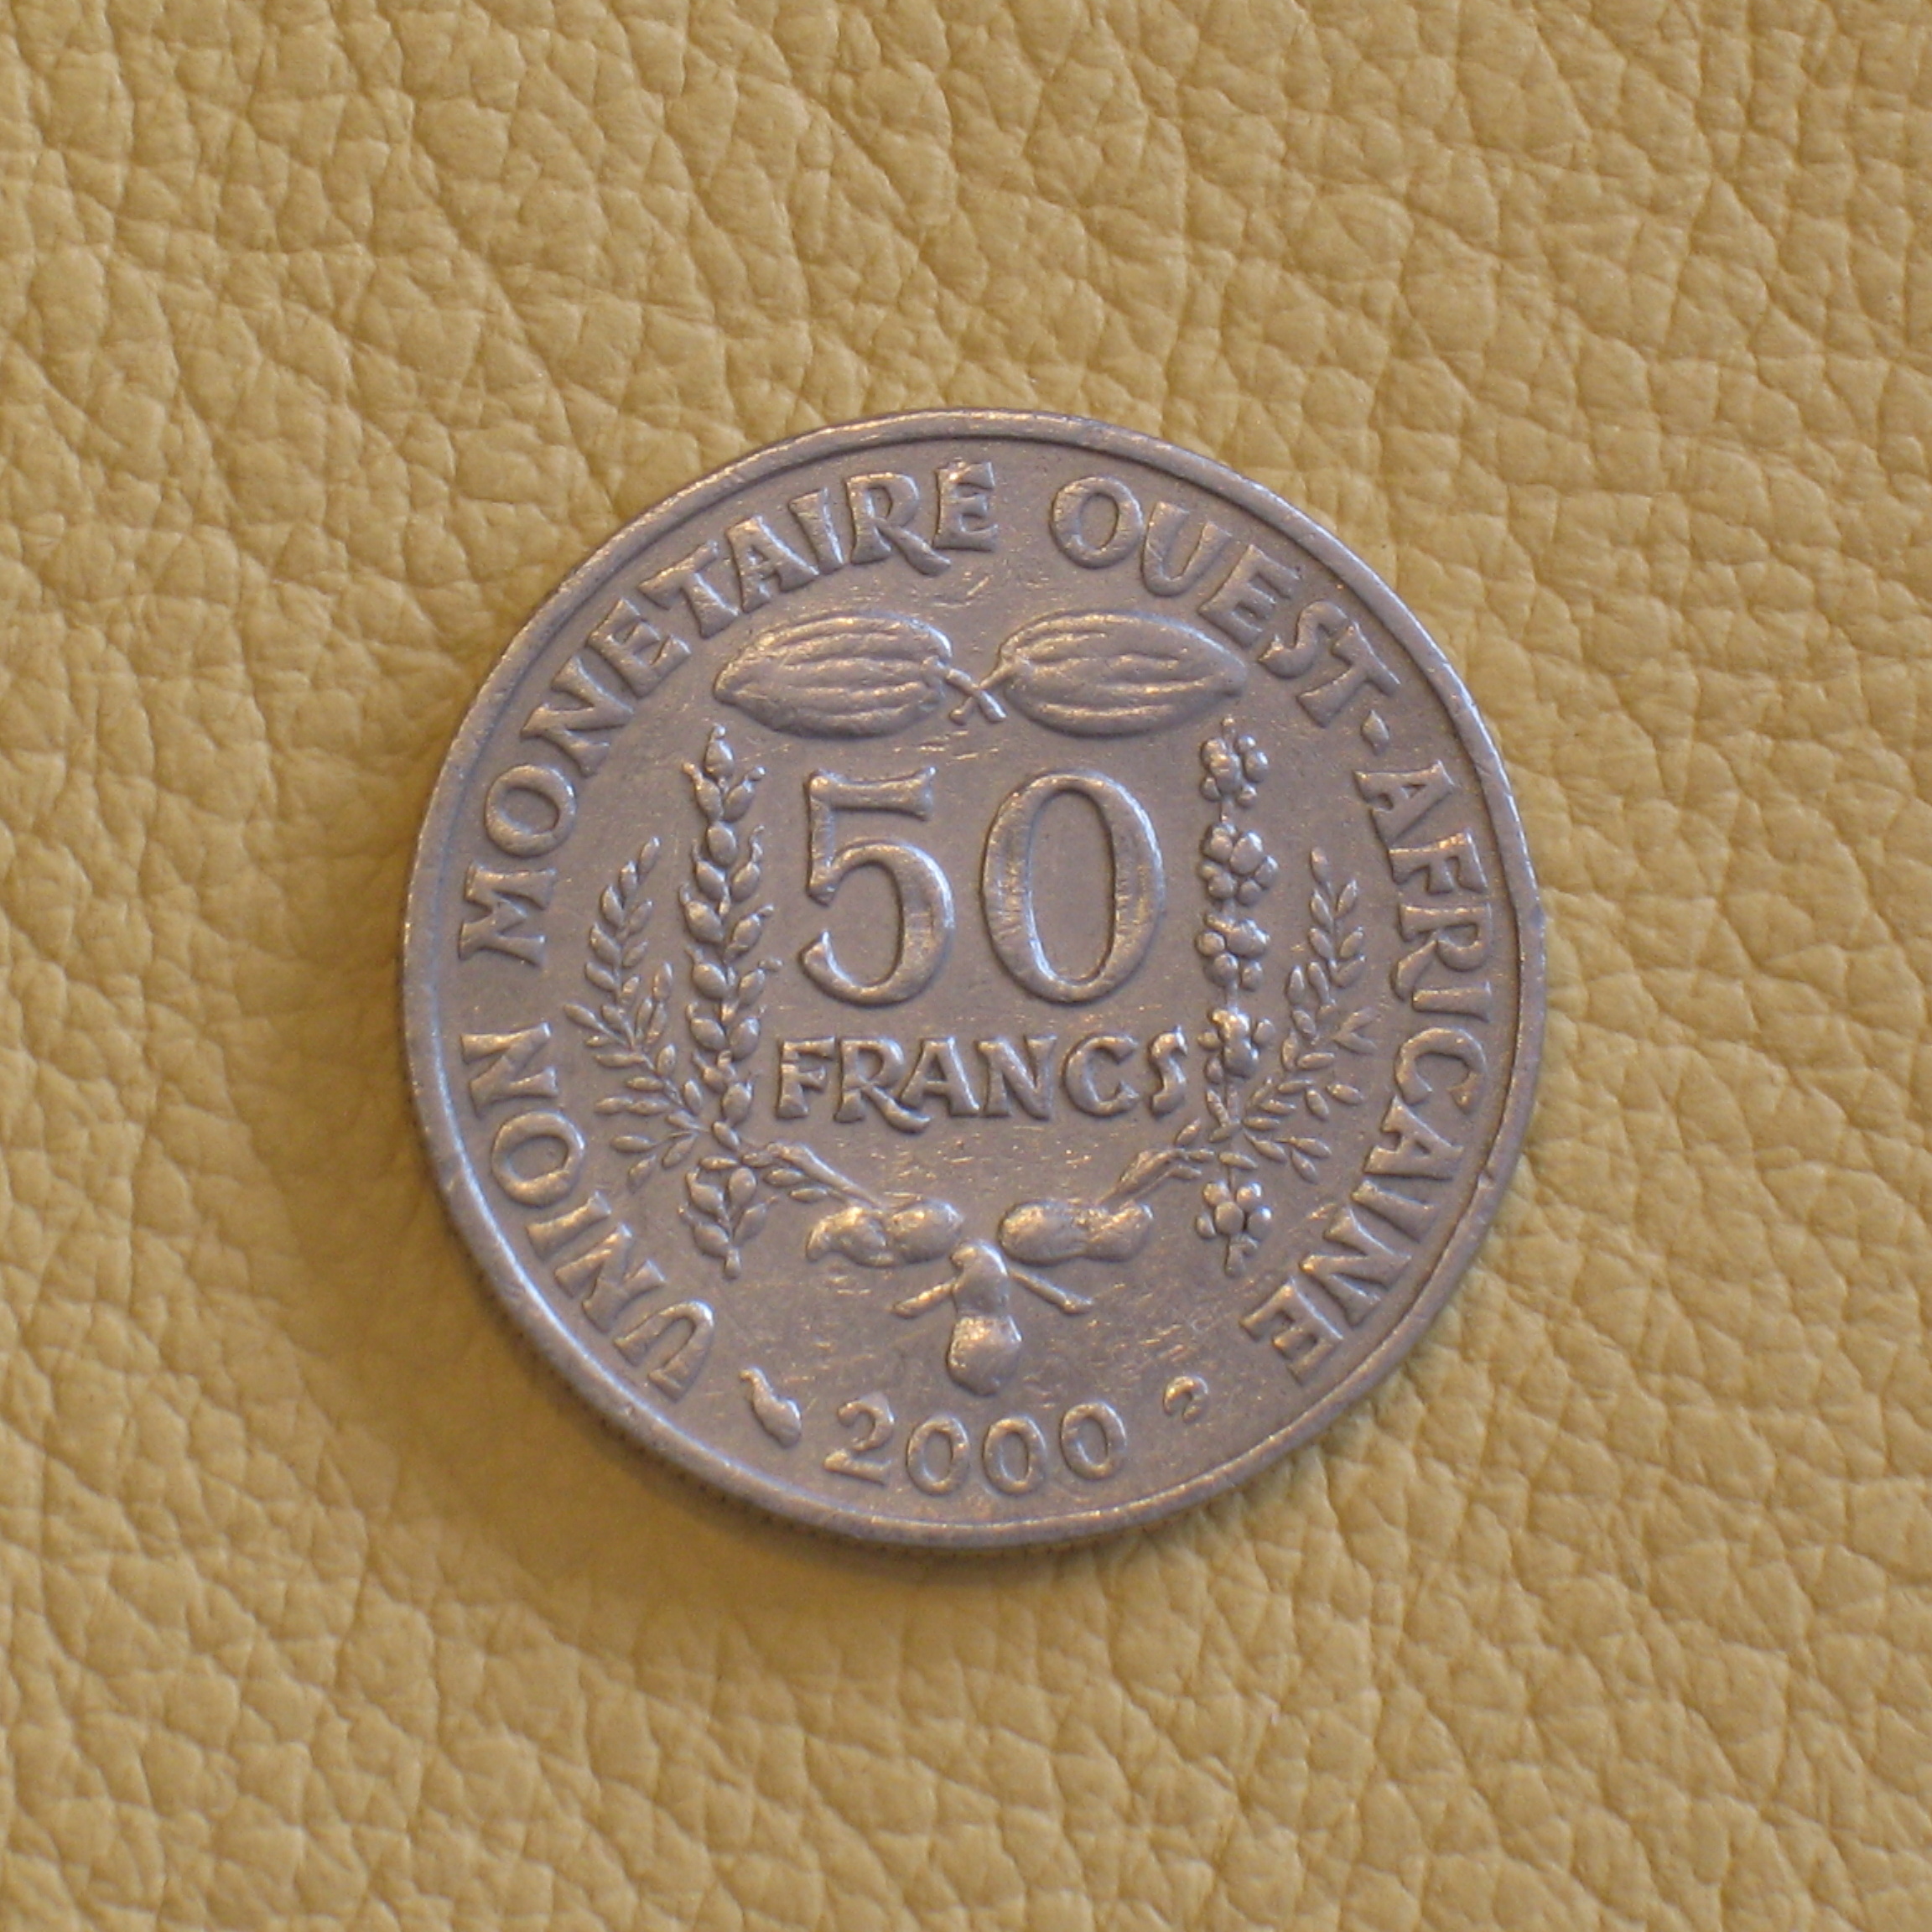 UNION MONETAIRE OUEST-AFRICAINE
50
FRANCS
2000